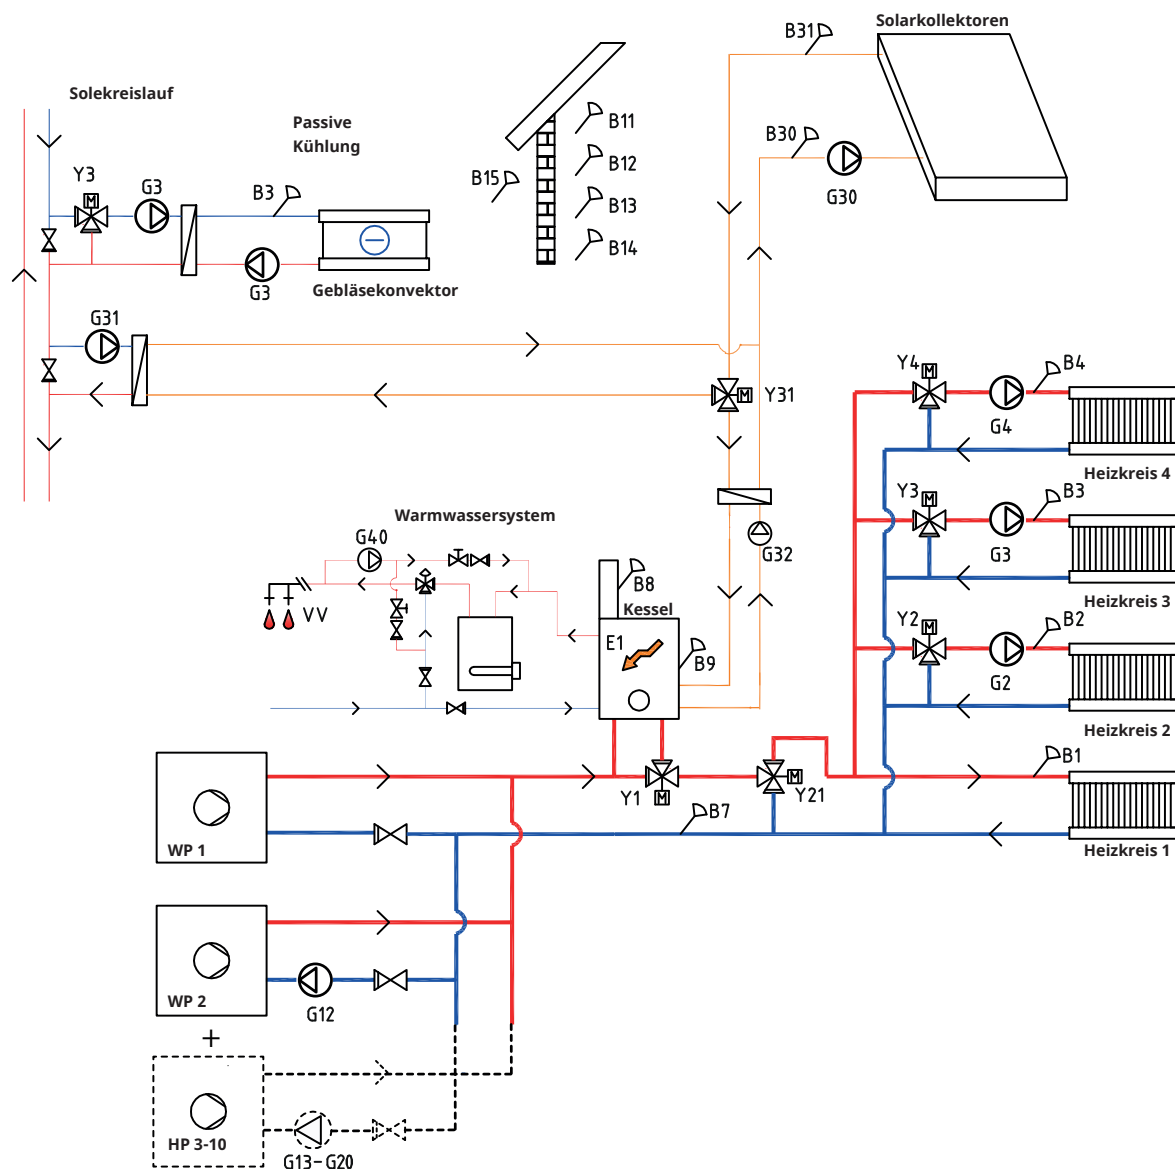 Solarkollektoren
B31
Solekreislauf
Passive
Kühlung
B11
B30
B12
Y3
G3
B3
B15
B13
G30
B14
M
G3
Gebläsekonvektor
G31
Y4
B4
M
M
Y31
G4
Heizkreis 4
Y3
B3
M
Warmwassersystem
G40
G32
G3
B8
Heizkreis 3
VV
Kessel
Y2
B2
M
E1
B9
G2
Heizkreis 2
B1
M
Y1
M
Y21
B7
WP 1
Heizkreis 1
WP 2
G12
+
HP 3-10
G13-G20